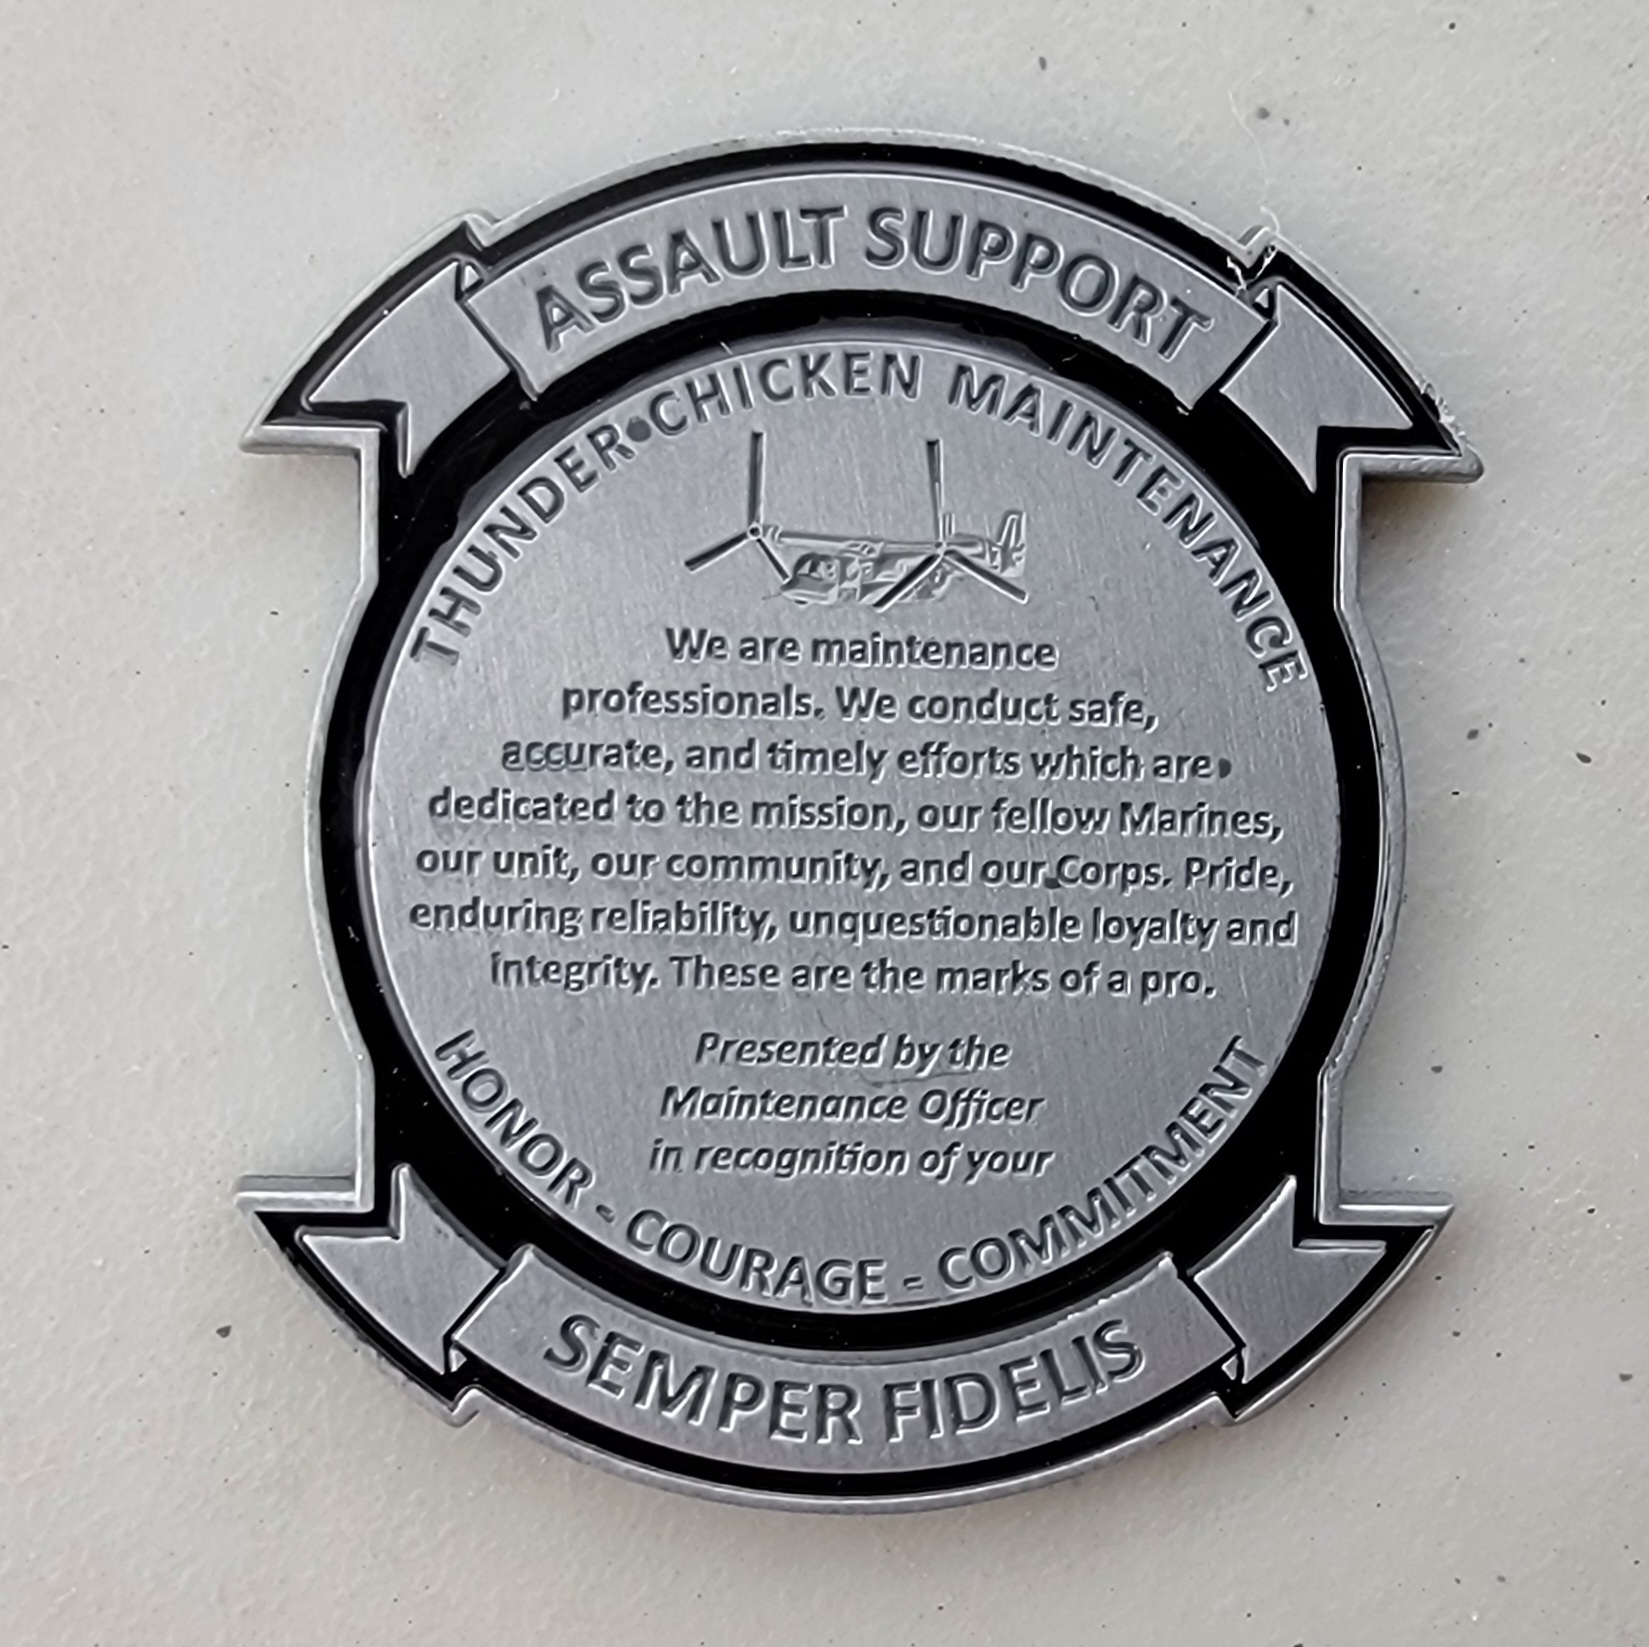 ASSAULT SUPPORT
THUNDER•CHICKEN MAINTENANCE
We are maintenance
professionals. We conduct safe,
accurate, and timely efforts which are
dedicated to the mission, our fellow Marines,
our unit, our community, and our Corps. Pride,
enduring reliability, unquestionable loyalty and
integrity. These are the marks of a pro.
Presented by the
Maintenance Officer
in recognition of your
HONOR - COURAGE - COMMITMENT
SEMPER FIDELIS